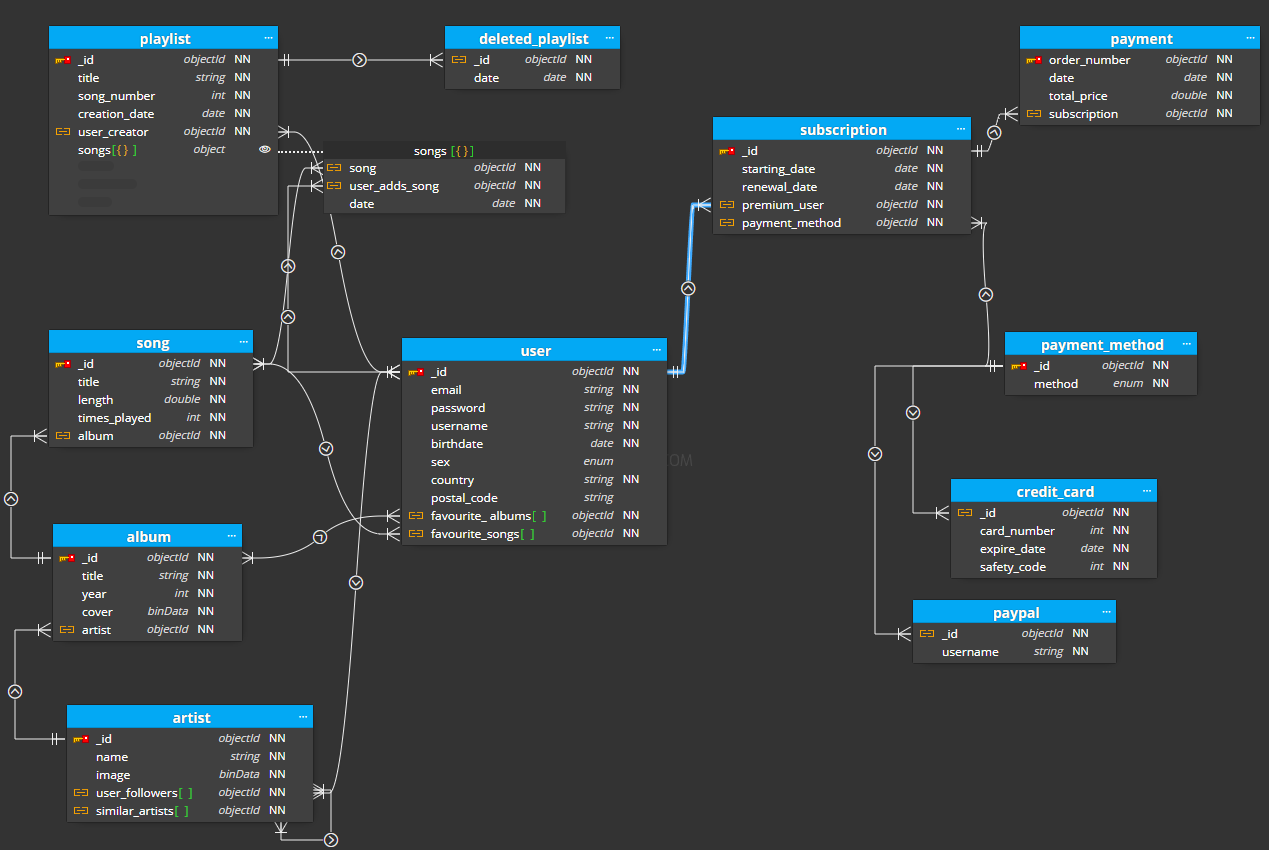 playlist ...
_id objectId NN
title string NN
song_number int NN
creation_date date NN
user_creator objectId NN
songs[{} ] object
deleted_playlist ...
_id objectId NN
date date NN
songs [{}]
song objectId NN
user_adds_song objectId NN
date date NN
payment ...
order_number objectId NN
date date NN
total_price double NN
subscription objectId NN
subscription ...
_id objectId NN
starting_date date NN
renewal_date date NN
premium_user objectId NN
payment_method objectId NN
song ...
_id objectId NN
title string NN
length double NN
times_played int NN
album objectId NN
user ...
_id objectId NN
email string NN
password string NN
username string NN
birthdate date NN
sex enum
country string NN
postal_code string
favourite_ albums[ ] objectId NN
favourite_songs[ ] objectId NN
COM
payment_method ...
_id objectId NN
method enum NN
credit_card ...
_id objectId NN
card_number int NN
expire_date date NN
safety_code int NN
album ...
_id objectId NN
title string NN
year int NN
cover binData NN
artist objectId NN
paypal ...
_id objectId NN
username string NN
artist ...
_id objectId NN
name string NN
image binData NN
user_followers[ ] objectId NN
similar_artists[ ] objectId NN